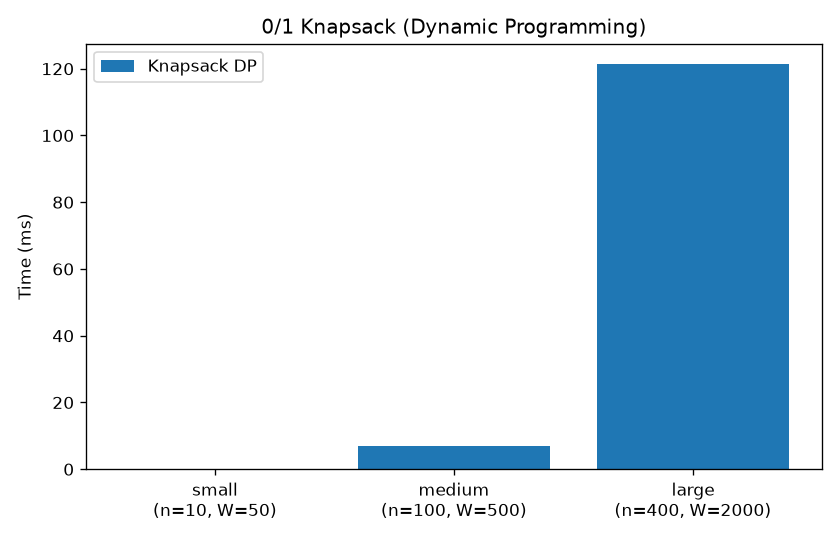 0/1 Knapsack (Dynamic Programming)
Knapsack DP
Time (ms)
120
100
80
60
40
20
0
small
(n=10, W=50)
medium
(n=100, W=500)
large
(n=400, W=2000)